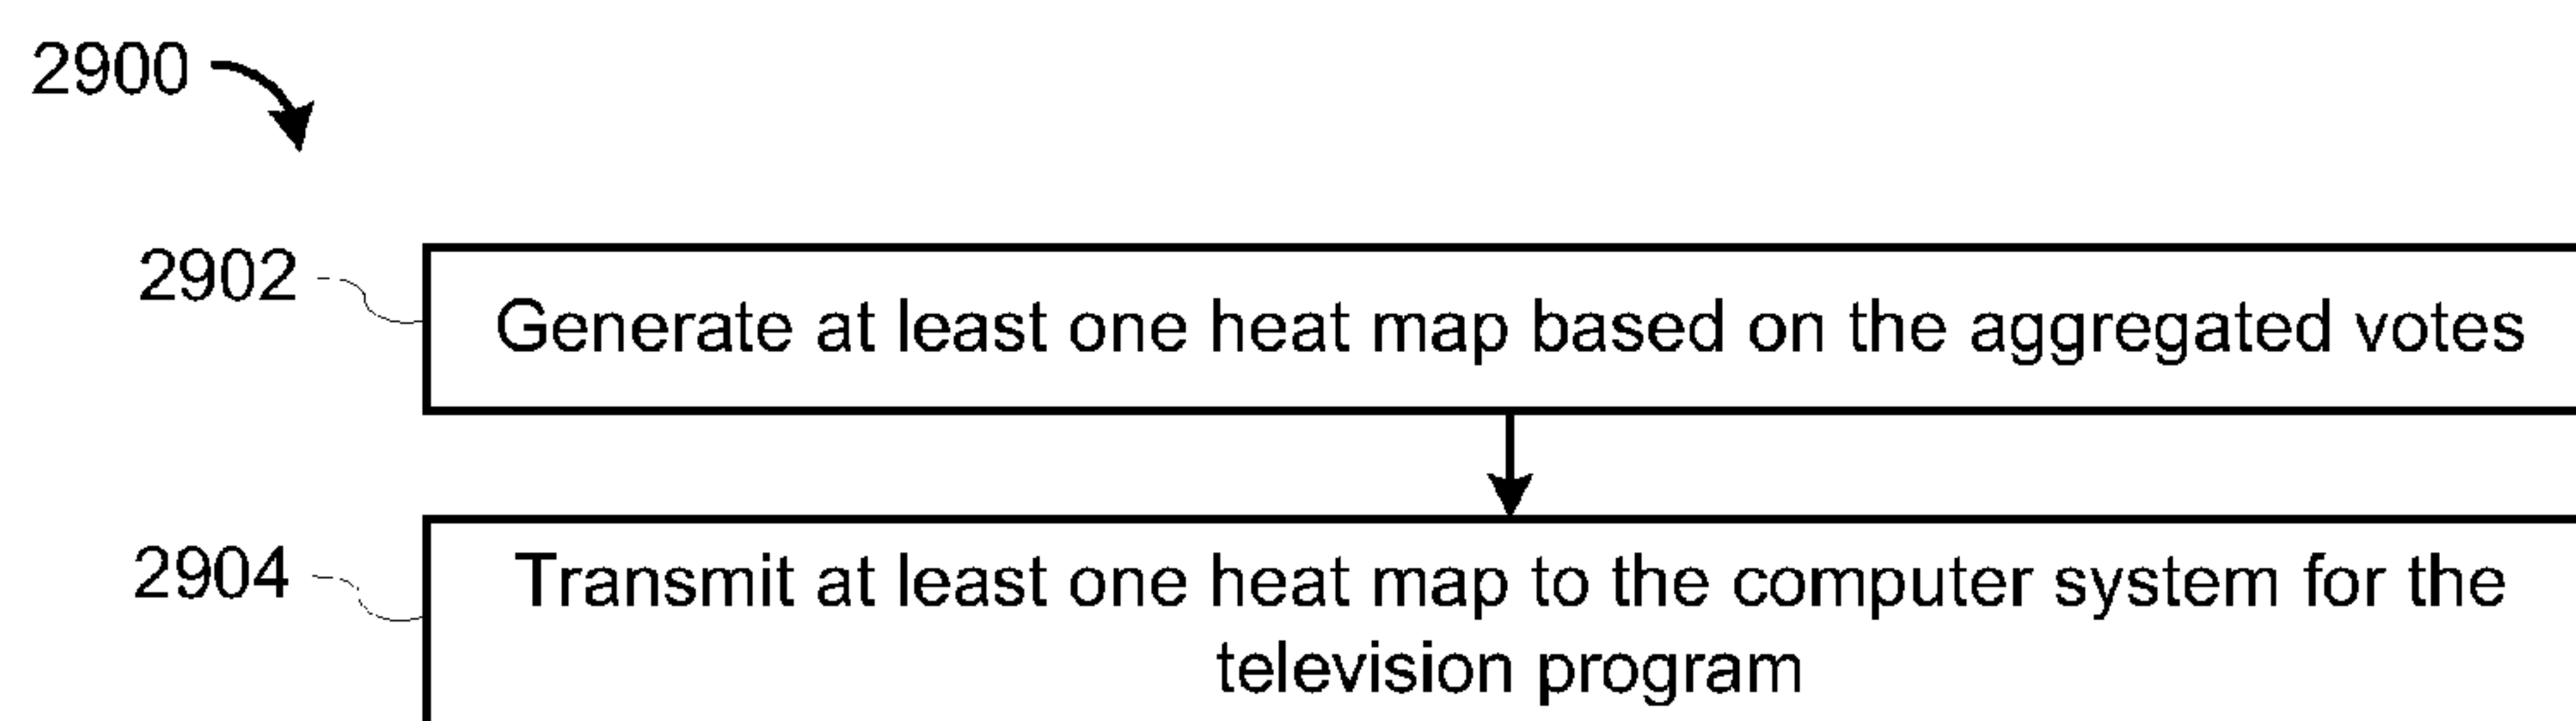 2900
2902
Generate at least one heat map based on the aggregated votes
2904
Transmit at least one heat map to the computer system for the
television program